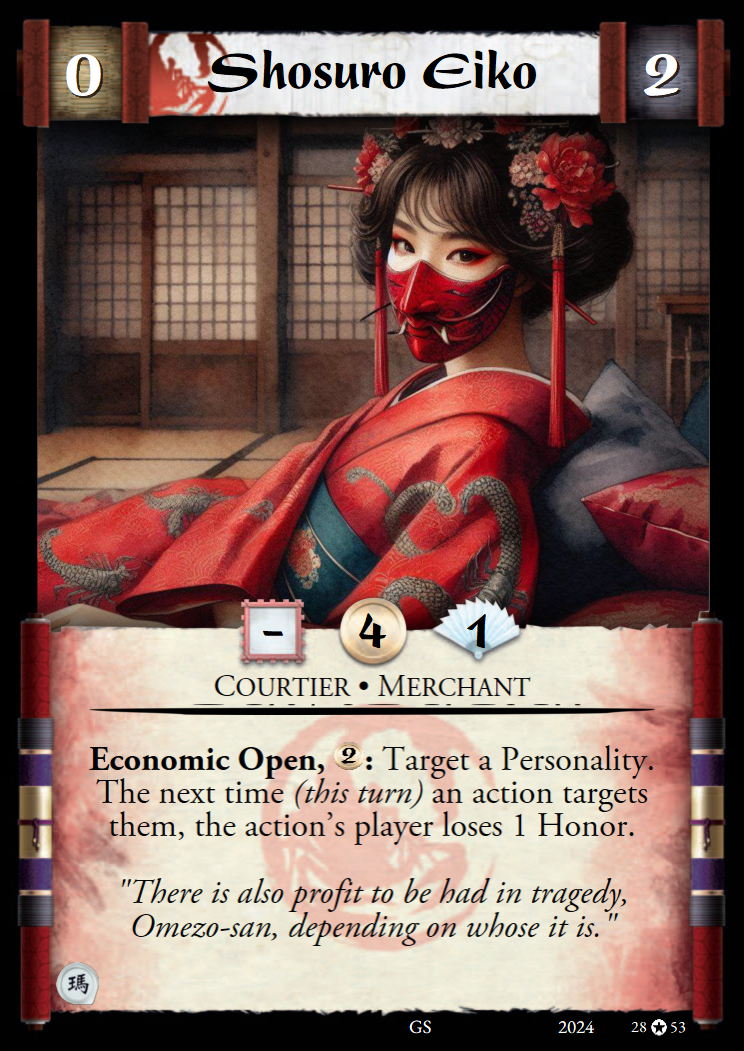 0
Shosuro Eiko
2
-
4
1
Courtier • Merchant
Economic Open, 2: Target a Personality.
The next time (this turn) an action targets
them, the action's player loses 1 Honor.
"There is also profit to be had in tragedy,
Omezo-san, depending on whose it is."
瑪
GS
2024
28 ✪ 53